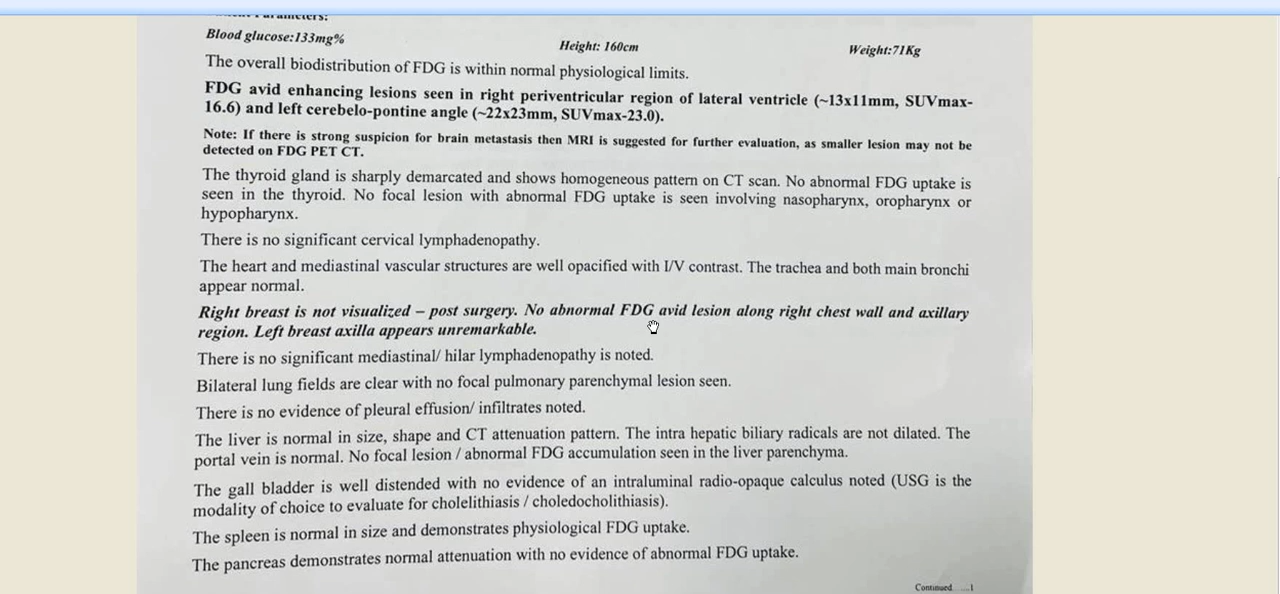 Parameters:
Blood glucose:133mg%
Height: 160cm
Weight:71Kg
The overall biodistribution of FDG is within normal physiological limits.
FDG avid enhancing lesions seen in right periventricular region of lateral ventricle (~13x11mm, SUVmax-
16.6) and left cerebelo-pontine angle (~22x23mm, SUVmax-23.0).
Note: If there is strong suspicion for brain metastasis then MRI is suggested for further evaluation, as smaller lesion may not be
detected on FDG PET CT.
The thyroid gland is sharply demarcated and shows homogeneous pattern on CT scan. No abnormal FDG uptake is
seen in the thyroid. No focal lesion with abnormal FDG uptake is seen involving nasopharynx, oropharynx or
hypopharynx.
There is no significant cervical lymphadenopathy.
The heart and mediastinal vascular structures are well opacified with I/V contrast. The trachea and both main bronchi
appear normal.
Right breast is not visualized – post surgery. No abnormal FDG avid lesion along right chest wall and axillary
region. Left breast axilla appears unremarkable.
There is no significant mediastinal/ hilar lymphadenopathy is noted.
Bilateral lung fields are clear with no focal pulmonary parenchymal lesion seen.
There is no evidence of pleural effusion/ infiltrates noted.
The liver is normal in size, shape and CT attenuation pattern. The intra hepatic biliary radicals are not dilated. The
portal vein is normal. No focal lesion / abnormal FDG accumulation seen in the liver parenchyma.
The gall bladder is well distended with no evidence of an intraluminal radio-opaque calculus noted (USG is the
modality of choice to evaluate for cholelithiasis / choledocholithiasis).
The spleen is normal in size and demonstrates physiological FDG uptake.
The pancreas demonstrates normal attenuation with no evidence of abnormal FDG uptake.
Continued....1